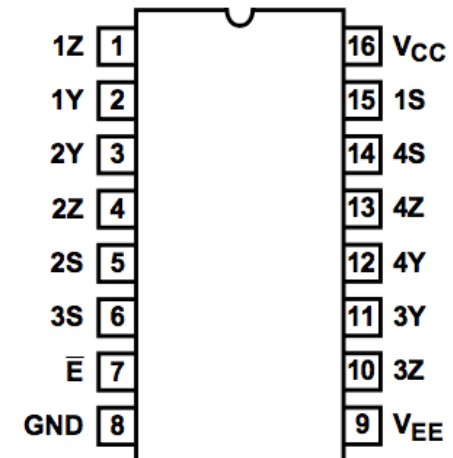 1Z 1 16 VCC
1Y 2 15 1S
2Y 3 14 4S
2Z 4 13 4Z
2S 5 12 4Y
3S 6 11 3Y
E̅ 7 10 3Z
GND 8 9 VEE